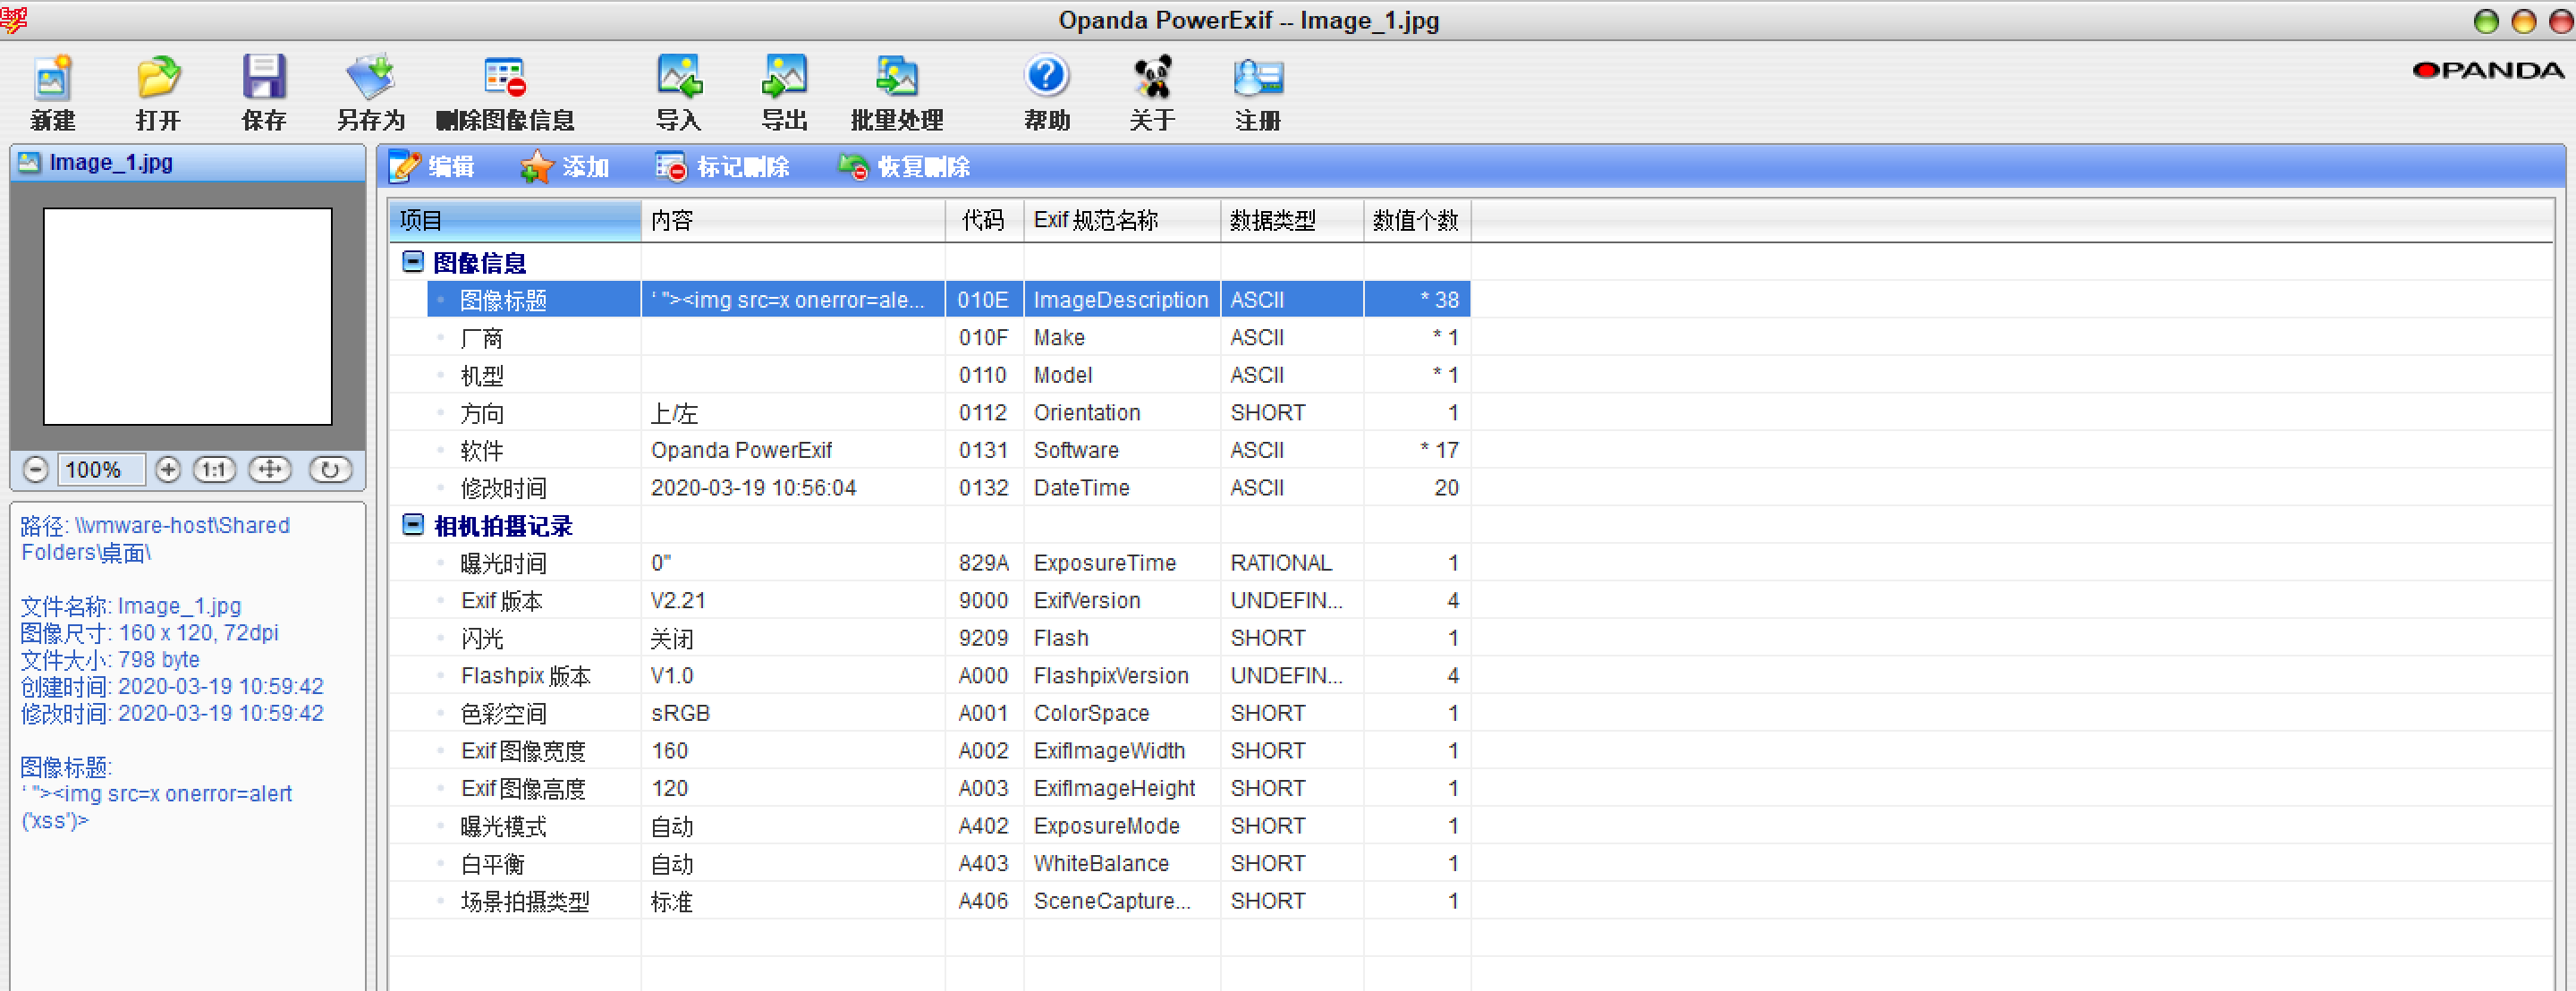 Opanda PowerExif -- Image_1.jpg
新建 打开 保存 另存为 删除图像信息 导入 导出 批量处理 帮助 关于 注册
OPANDA
Image_1.jpg
编辑 添加 标记删除 恢复删除
项目 内容 代码 Exif 规范名称 数据类型 数值个数
图像信息
图像标题 ‘ "><img src=x onerror=ale... 010E ImageDescription ASCII * 38
厂商 010F Make ASCII * 1
机型 0110 Model ASCII * 1
方向 上/左 0112 Orientation SHORT 1
软件 Opanda PowerExif 0131 Software ASCII * 17
修改时间 2020-03-19 10:56:04 0132 DateTime ASCII 20
相机拍摄记录
曝光时间 0" 829A ExposureTime RATIONAL 1
Exif 版本 V2.21 9000 ExifVersion UNDEFIN... 4
闪光 关闭 9209 Flash SHORT 1
Flashpix 版本 V1.0 A000 FlashpixVersion UNDEFIN... 4
色彩空间 sRGB A001 ColorSpace SHORT 1
Exif 图像宽度 160 A002 ExifImageWidth SHORT 1
Exif 图像高度 120 A003 ExifImageHeight SHORT 1
曝光模式 自动 A402 ExposureMode SHORT 1
白平衡 自动 A403 WhiteBalance SHORT 1
场景拍摄类型 标准 A406 SceneCapture... SHORT 1
100% 1:1
路径: \\vmware-host\Shared
Folders\桌面\
文件名称: Image_1.jpg
图像尺寸: 160 x 120, 72dpi
文件大小: 798 byte
创建时间: 2020-03-19 10:59:42
修改时间: 2020-03-19 10:59:42
图像标题:
‘ "><img src=x onerror=alert
('xss')>